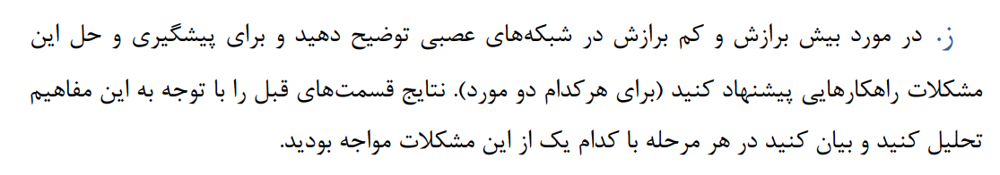 ز. در مورد بیش برازش و کم برازش در شبکه‌های عصبی توضیح دهید و برای پیشگیری و حل این
مشکلات راهکارهایی پیشنهاد کنید (برای هرکدام دو مورد). نتایج قسمت‌های قبل را با توجه به این مفاهیم
تحلیل کنید و بیان کنید در هر مرحله با کدام یک از این مشکلات مواجه بودید.